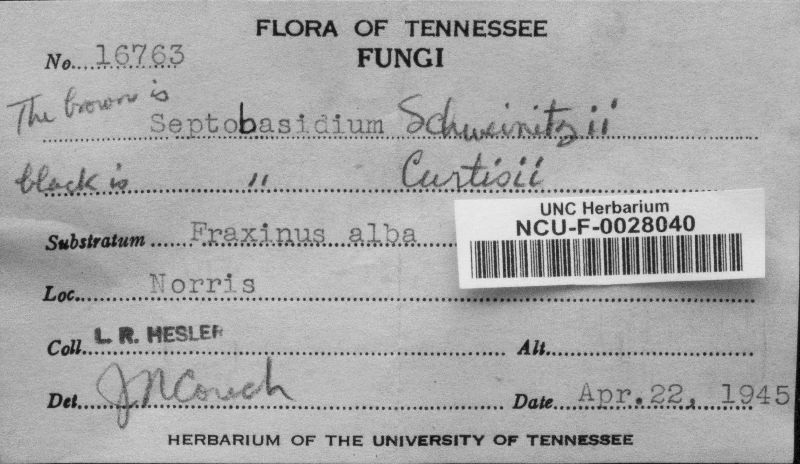 FLORA OF TENNESSEE
No. 16763 FUNGI
The brown is Septobasidium Schweinitzii
black is " Curtisii
UNC Herbarium
NCU-F-0028040
Substratum Fraxinus alba
Loc. Norris
Coll. L. R. HESLER Alt.
Det. J N Couch Date Apr. 22, 1945
HERBARIUM OF THE UNIVERSITY OF TENNESSEE